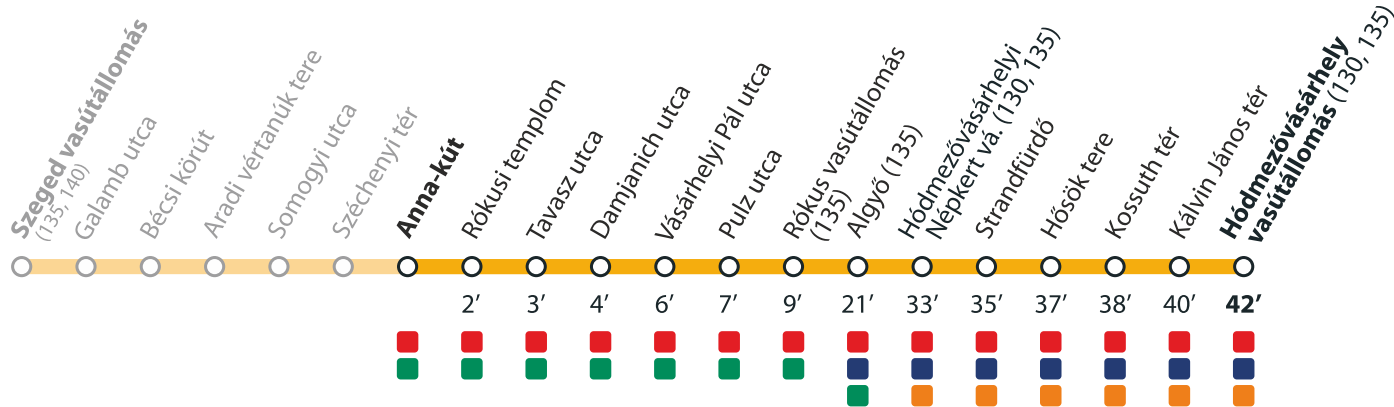 Szeged vasútállomás
(135, 140)
Galamb utca
Bécsi körút
Aradi vértanúk tere
Somogyi utca
Széchenyi tér
Anna-kút
Rókusi templom
Tavasz utca
Damjanich utca
Vásárhelyi Pál utca
Pulz utca
Rókus vasútállomás
(135)
Algyő (135)
Hódmezővásárhelyi
Népkert vá. (130, 135)
Strandfürdő
Hősök tere
Kossuth tér
Kálvin János tér
Hódmezővásárhely
vasútállomás (130, 135)
2’ 3’ 4’ 6’ 7’ 9’ 21’ 33’ 35’ 37’ 38’ 40’ 42’